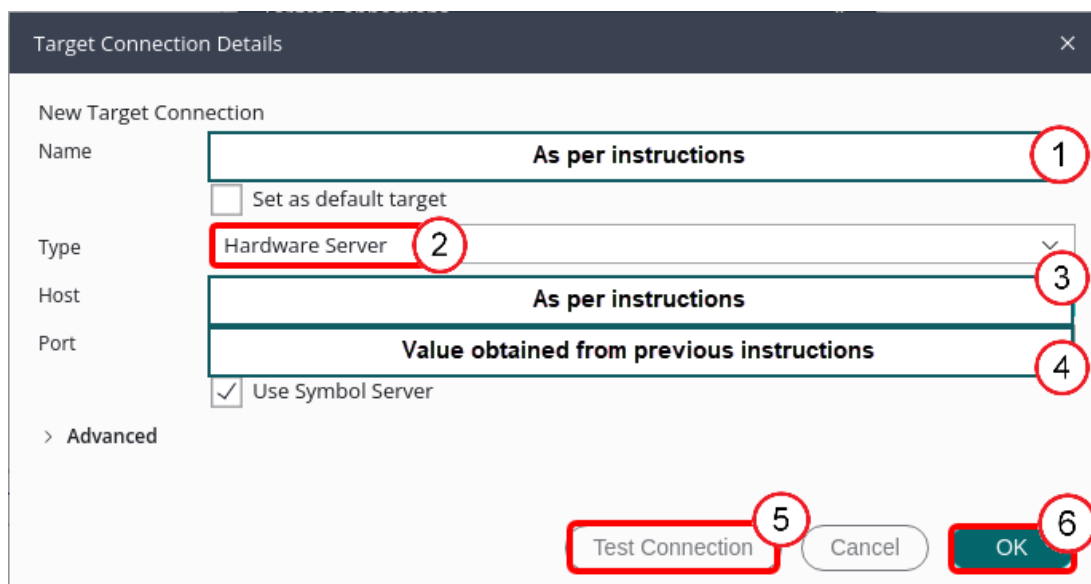 Target Connection Details
New Target Connection
Name
As per instructions
1
Set as default target
Type
Hardware Server
2
Host
As per instructions
3
Port
Value obtained from previous instructions
4
Use Symbol Server
Advanced
5
6
Test Connection
Cancel
OK